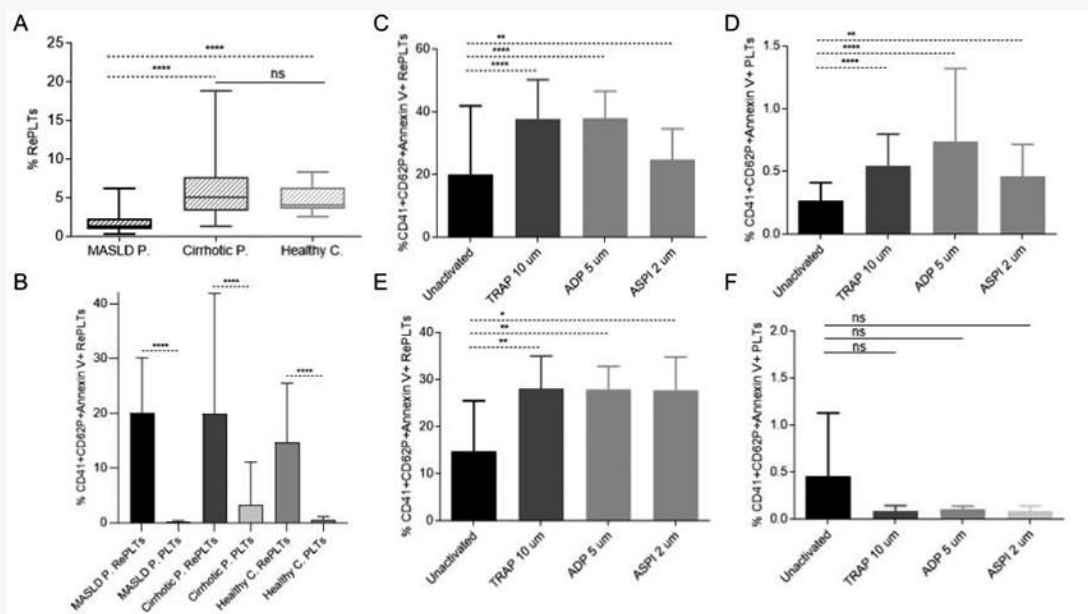 A
% RePLTs
25
20
15
10
5
0
****
****
ns
MASLD P.
Cirrhotic P.
Healthy C.
B
% CD41+CD62P+Annexin V+ RePLTs
40
30
20
10
0
****
****
****
MASLD P. RePLTs
MASLD P. PLTs
Cirrhotic P. RePLTs
Cirrhotic P. PLTs
Healthy C. RePLTs
Healthy C. PLTs
C
%CD41+CD62P+Annexin V+ RePLTs
60
40
20
0
**
****
****
Unactivated
TRAP 10 um
ADP 5 um
ASPI 2 um
D
% CD41+CD62P+Annexin V+ PLTs
1.5
1.0
0.5
0.0
**
****
****
Unactivated
TRAP 10 um
ADP 5 um
ASPI 2 um
E
% CD41+CD62P+Annexin V+ RePLTs
40
30
20
10
0
*
**
**
Unactivated
TRAP 10 um
ADP 5 um
ASPI 2 um
F
% CD41+CD62P+Annexin V+ PLTs
2.0
1.5
1.0
0.5
0.0
ns
ns
ns
Unactivated
TRAP 10 um
ADP 5 um
ASPI 2 um